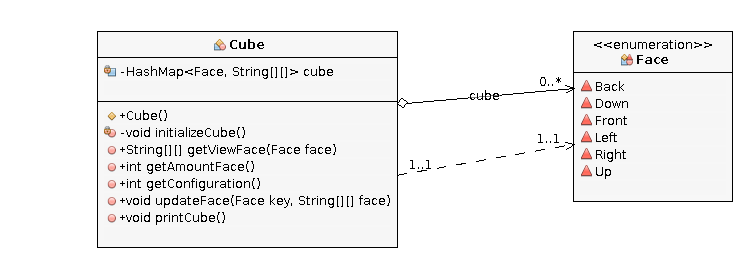 Cube
-HashMap<Face, String[][]> cube
+Cube()
-void initializeCube()
+String[][] getViewFace(Face face)
+int getAmountFace()
+int getConfiguration()
+void updateFace(Face key, String[][] face)
+void printCube()
cube
0..*
1..1
1..1
<<enumeration>>
Face
Back
Down
Front
Left
Right
Up